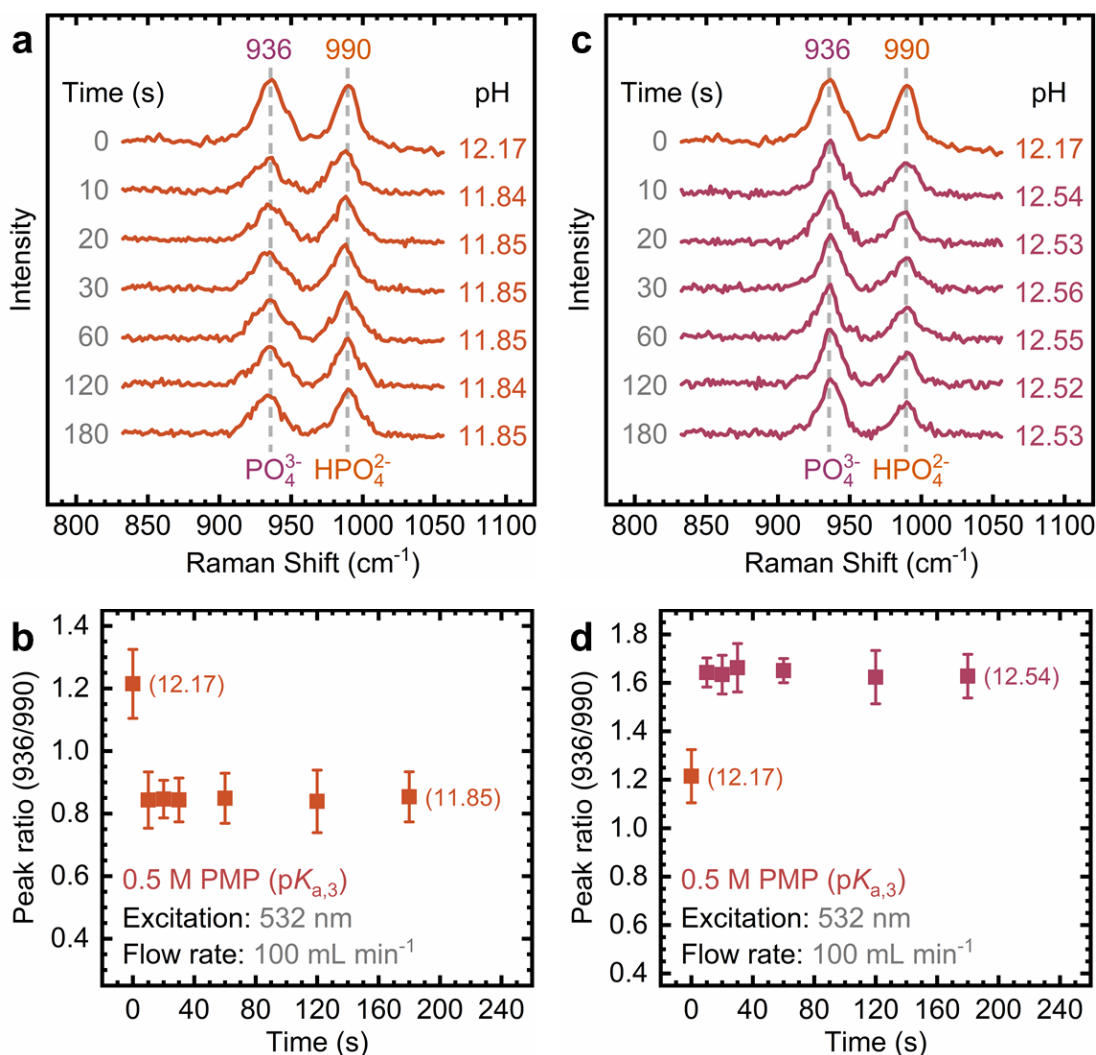 a
936 990
Time (s) pH
0 12.17
10 11.84
20 11.85
30 11.85
60 11.85
120 11.84
180 11.85
PO₄³⁻ HPO₄²⁻
Intensity
800 850 900 950 1000 1050 1100
Raman Shift (cm⁻¹)
c
936 990
Time (s) pH
0 12.17
10 12.54
20 12.53
30 12.56
60 12.55
120 12.52
180 12.53
PO₄³⁻ HPO₄²⁻
Intensity
800 850 900 950 1000 1050 1100
Raman Shift (cm⁻¹)
b
1.4
1.2
1.0
0.8
0.6
0.4
Peak ratio (936/990)
(12.17)
(11.85)
0.5 M PMP (pKₐ,₃)
Excitation: 532 nm
Flow rate: 100 mL min⁻¹
0 40 80 120 160 200 240
Time (s)
d
1.8
1.6
1.4
1.2
1.0
0.8
0.6
0.4
Peak ratio (936/990)
(12.54)
(12.17)
0.5 M PMP (pKₐ,₃)
Excitation: 532 nm
Flow rate: 100 mL min⁻¹
0 40 80 120 160 200 240
Time (s)